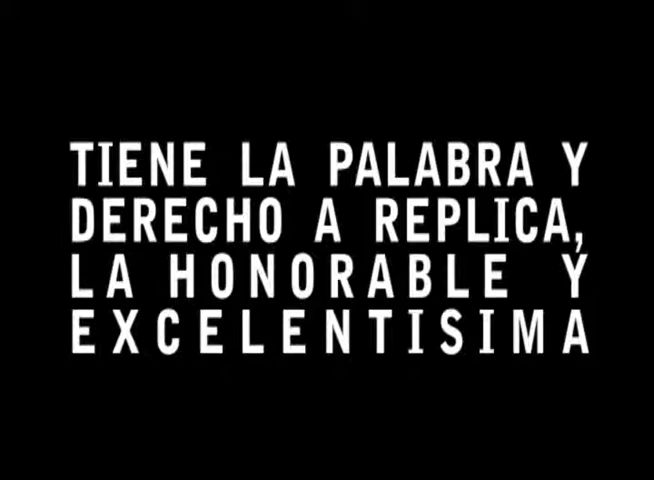 TIENE LA PALABRA Y
DERECHO A REPLICA,
LA HONORABLE Y
EXCELENTISIMA